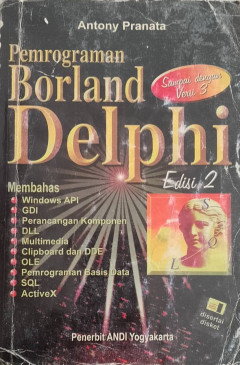 Antony Pranata
Pemrograman
Borland
Sampai dengan
Versi 3
Delphi
Edisi 2
Membahas
Windows API
GDI
Perancangan Komponen
DLL
Multimedia
Clipboard dan DDE
OLE
Pemrograman Basis Data
SQL
ActiveX
S
Q
L
disertai
disket
Penerbit ANDI Yogyakarta